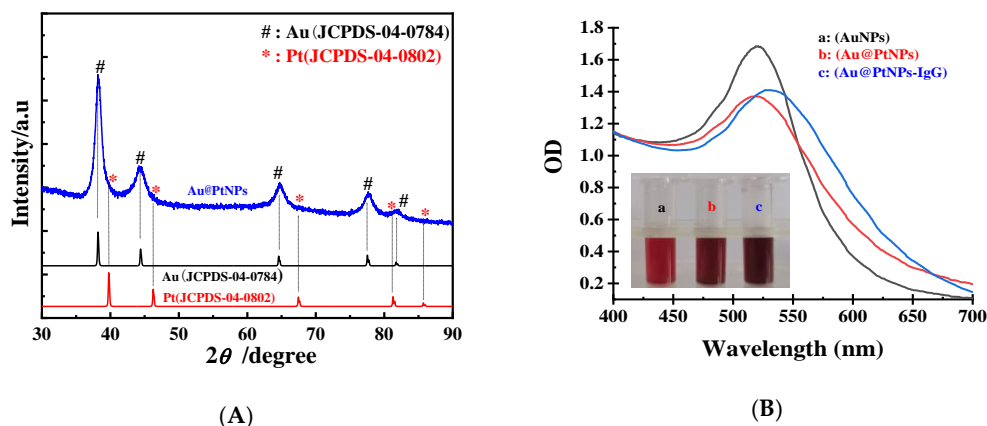 # : Au(JCPDS-04-0784)
* : Pt(JCPDS-04-0802)
#
#
#
#
#
*
*
*
*
*
Au@PtNPs
Au(JCPDS-04-0784)
Pt(JCPDS-04-0802)
Intensity/a.u
30 40 50 60 70 80 90
2θ /degree
(A)
a: (AuNPs)
b: (Au@PtNPs)
c: (Au@PtNPs-IgG)
OD
1.8
1.6
1.4
1.2
1.0
0.8
0.6
0.4
0.2
a b c
400 450 500 550 600 650 700
Wavelength (nm)
(B)